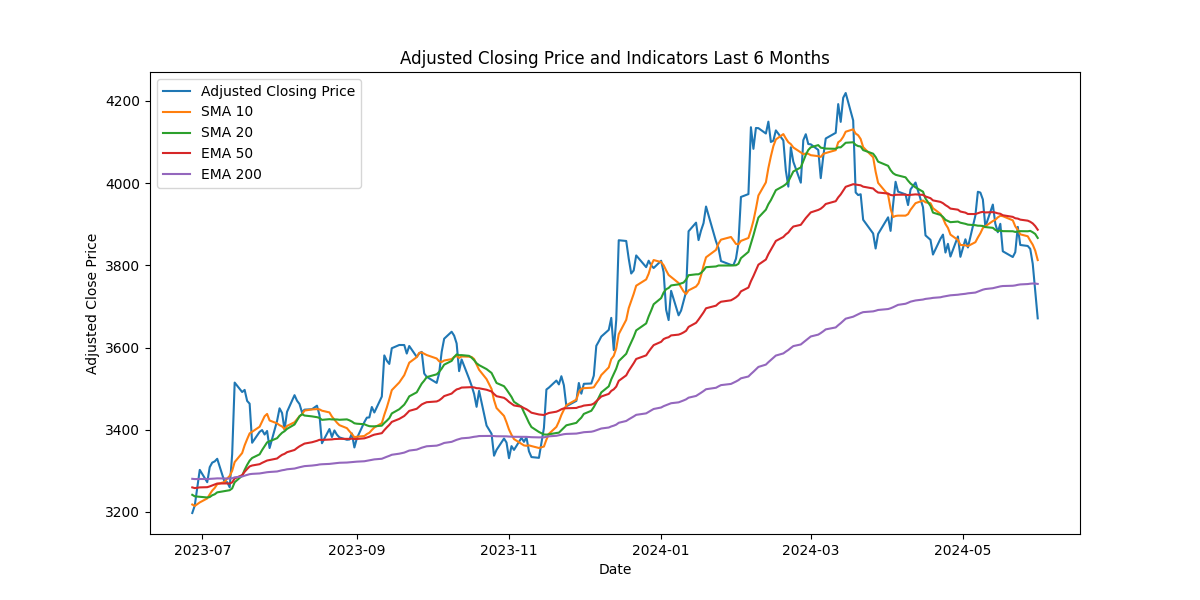 Adjusted Closing Price and Indicators Last 6 Months
Adjusted Closing Price
SMA 10
SMA 20
EMA 50
EMA 200
Adjusted Close Price
4200
4000
3800
3600
3400
3200
2023-07
2023-09
2023-11
2024-01
2024-03
2024-05
Date